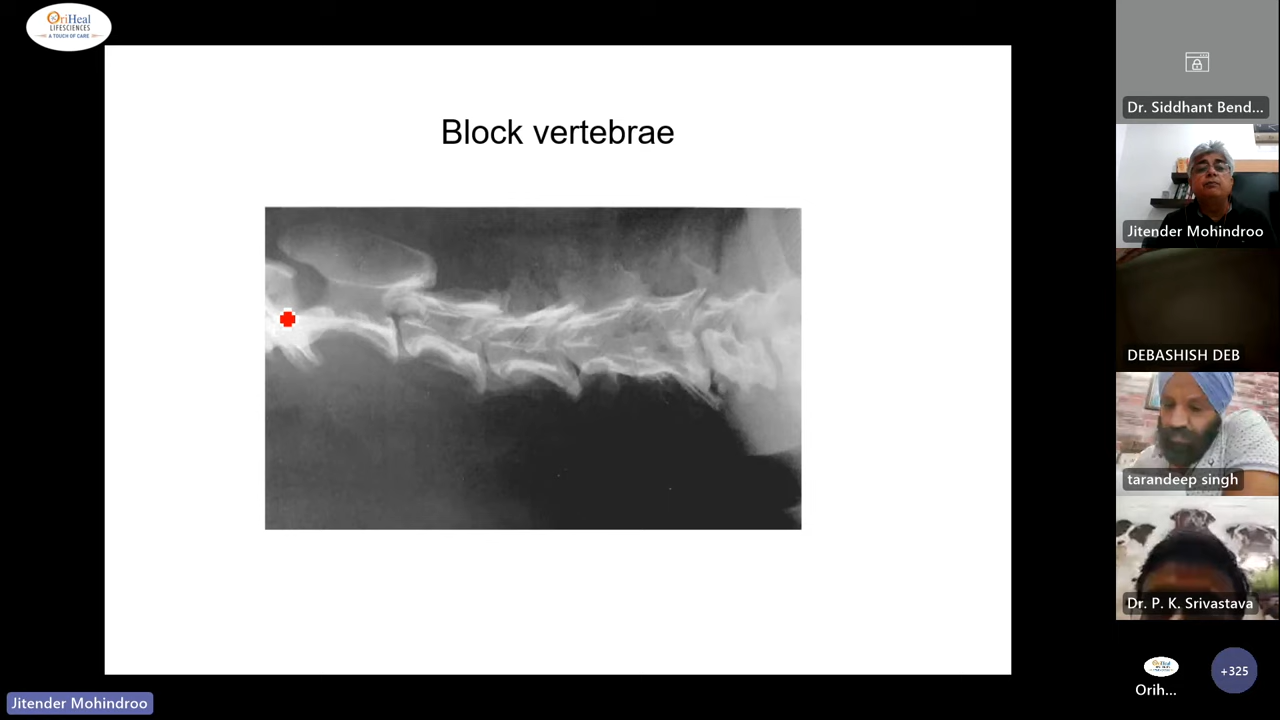 OriHeal
LIFESCIENCES
A TOUCH OF CARE
Block vertebrae
Dr. Siddhant Bend...
Jitender Mohindroo
DEBASHISH DEB
tarandeep singh
Dr. P. K. Srivastava
Orih...
+325
Jitender Mohindroo